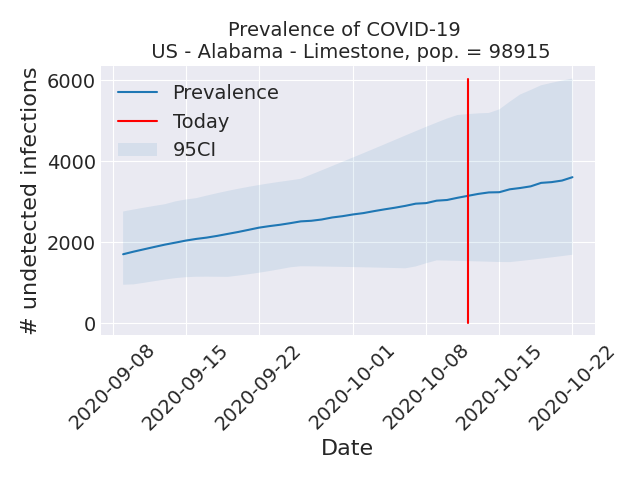 Prevalence of COVID-19
US - Alabama - Limestone, pop. = 98915
# undetected infections
6000
4000
2000
0
Prevalence
Today
95CI
2020-09-08
2020-09-15
2020-09-22
2020-10-01
2020-10-08
2020-10-15
2020-10-22
Date